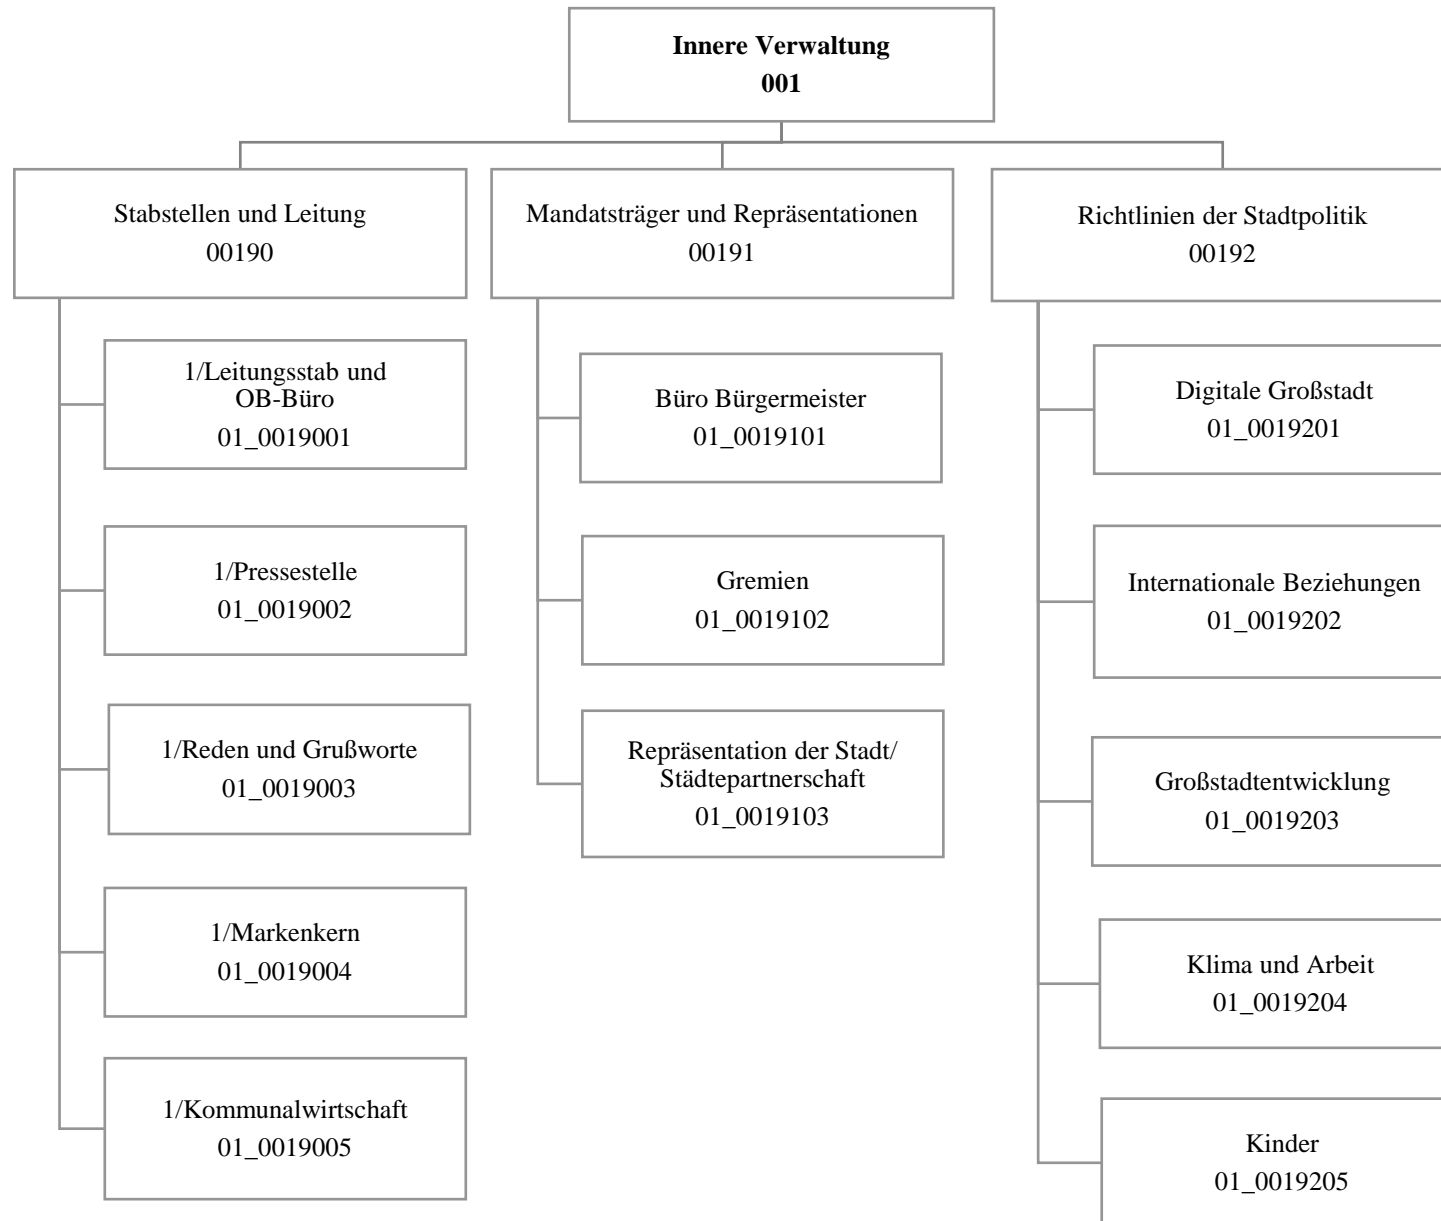 Innere Verwaltung
001
Stabstellen und Leitung
00190
1/Leitungsstab und
OB-Büro
01_0019001
1/Pressestelle
01_0019002
1/Reden und Grußworte
01_0019003
1/Markenkern
01_0019004
1/Kommunalwirtschaft
01_0019005
Mandatsträger und Repräsentationen
00191
Büro Bürgermeister
01_0019101
Gremien
01_0019102
Repräsentation der Stadt/
Städtepartnerschaft
01_0019103
Richtlinien der Stadtpolitik
00192
Digitale Großstadt
01_0019201
Internationale Beziehungen
01_0019202
Großstadtentwicklung
01_0019203
Klima und Arbeit
01_0019204
Kinder
01_0019205